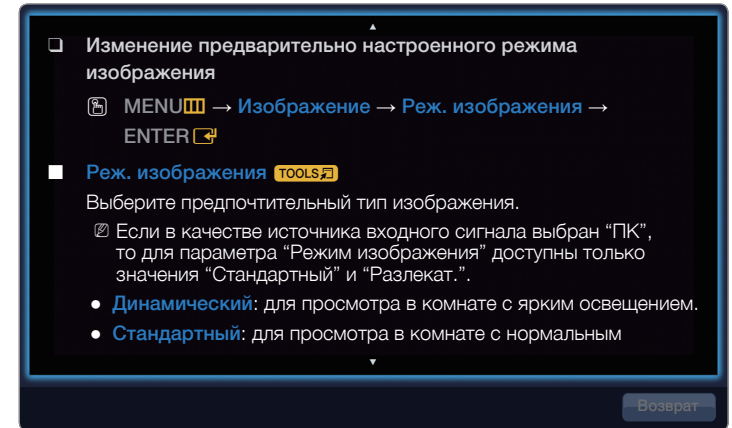 Изменение предварительно настроенного режима
изображения
MENU → Изображение → Реж. изображения →
ENTER
Реж. изображения TOOLS
Выберите предпочтительный тип изображения.
Если в качестве источника входного сигнала выбран “ПК”,
то для параметра “Режим изображения” доступны только
значения “Стандартный” и “Разлекат.”.
● Динамический: для просмотра в комнате с ярким освещением.
● Стандартный: для просмотра в комнате с нормальным
Возврат